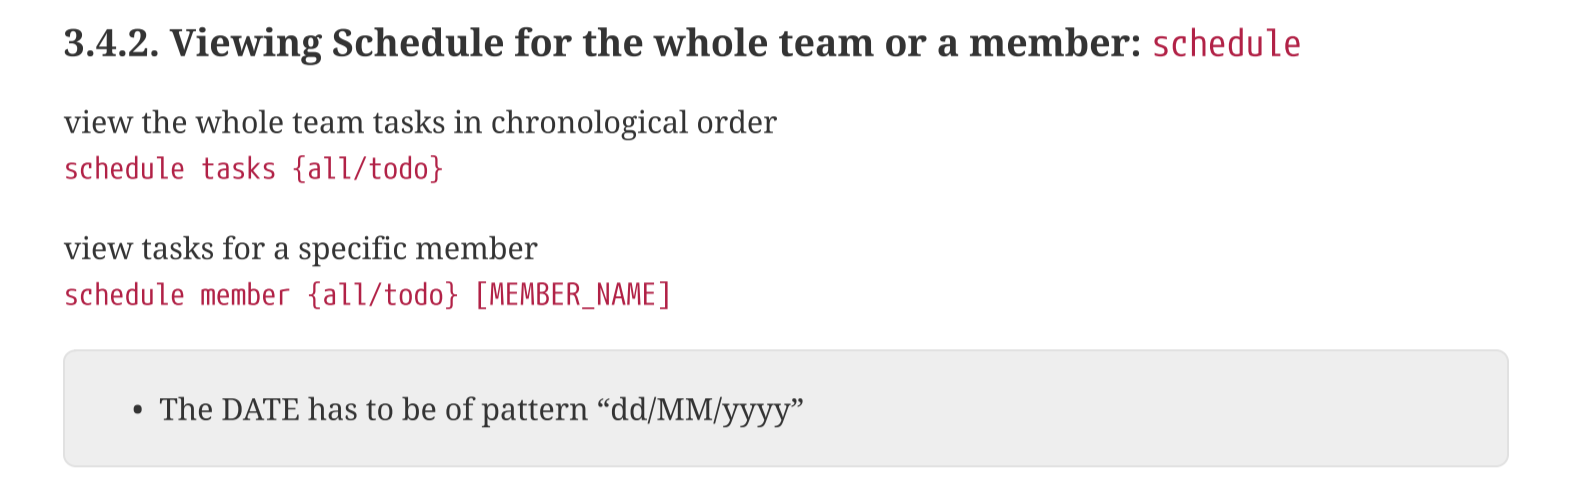 3.4.2. Viewing Schedule for the whole team or a member: schedule
view the whole team tasks in chronological order
schedule tasks {all/todo}
view tasks for a specific member
schedule member {all/todo} [MEMBER_NAME]
• The DATE has to be of pattern “dd/MM/yyyy”